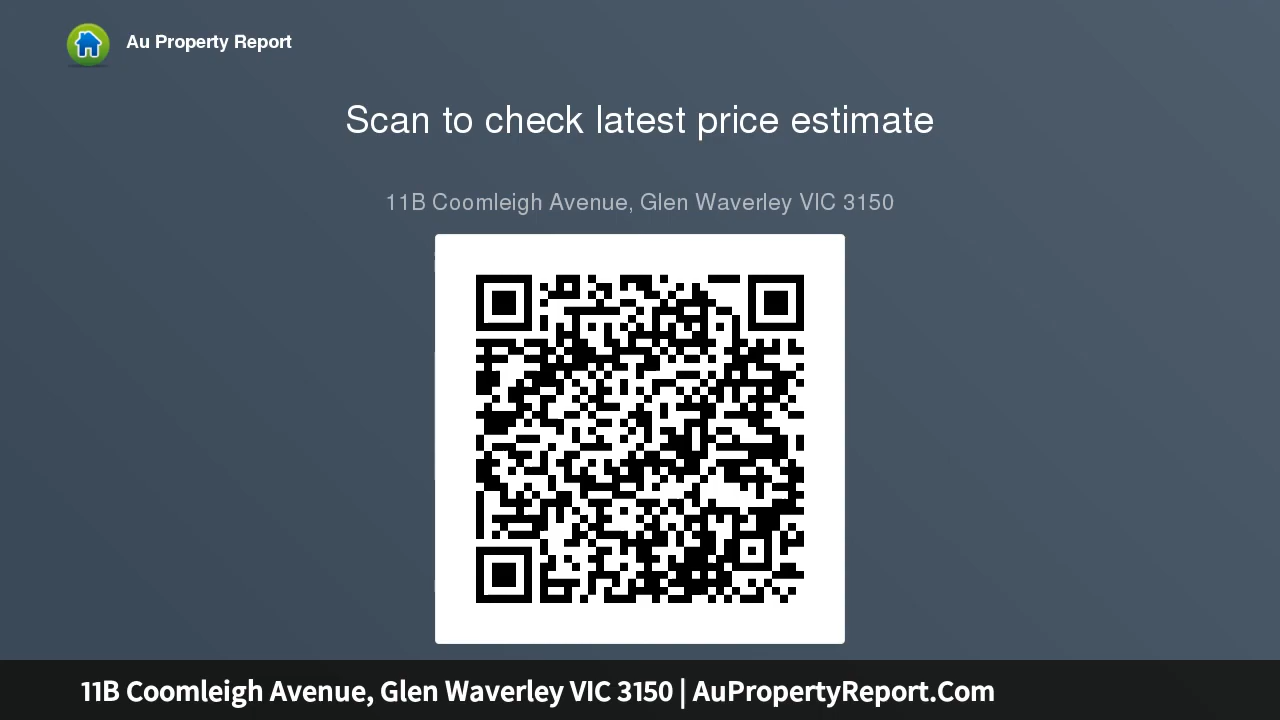 Au Property Report
Scan to check latest price estimate
11B Coomleigh Avenue, Glen Waverley VIC 3150
11B Coomleigh Avenue, Glen Waverley VIC 3150 | AuPropertyReport.Com